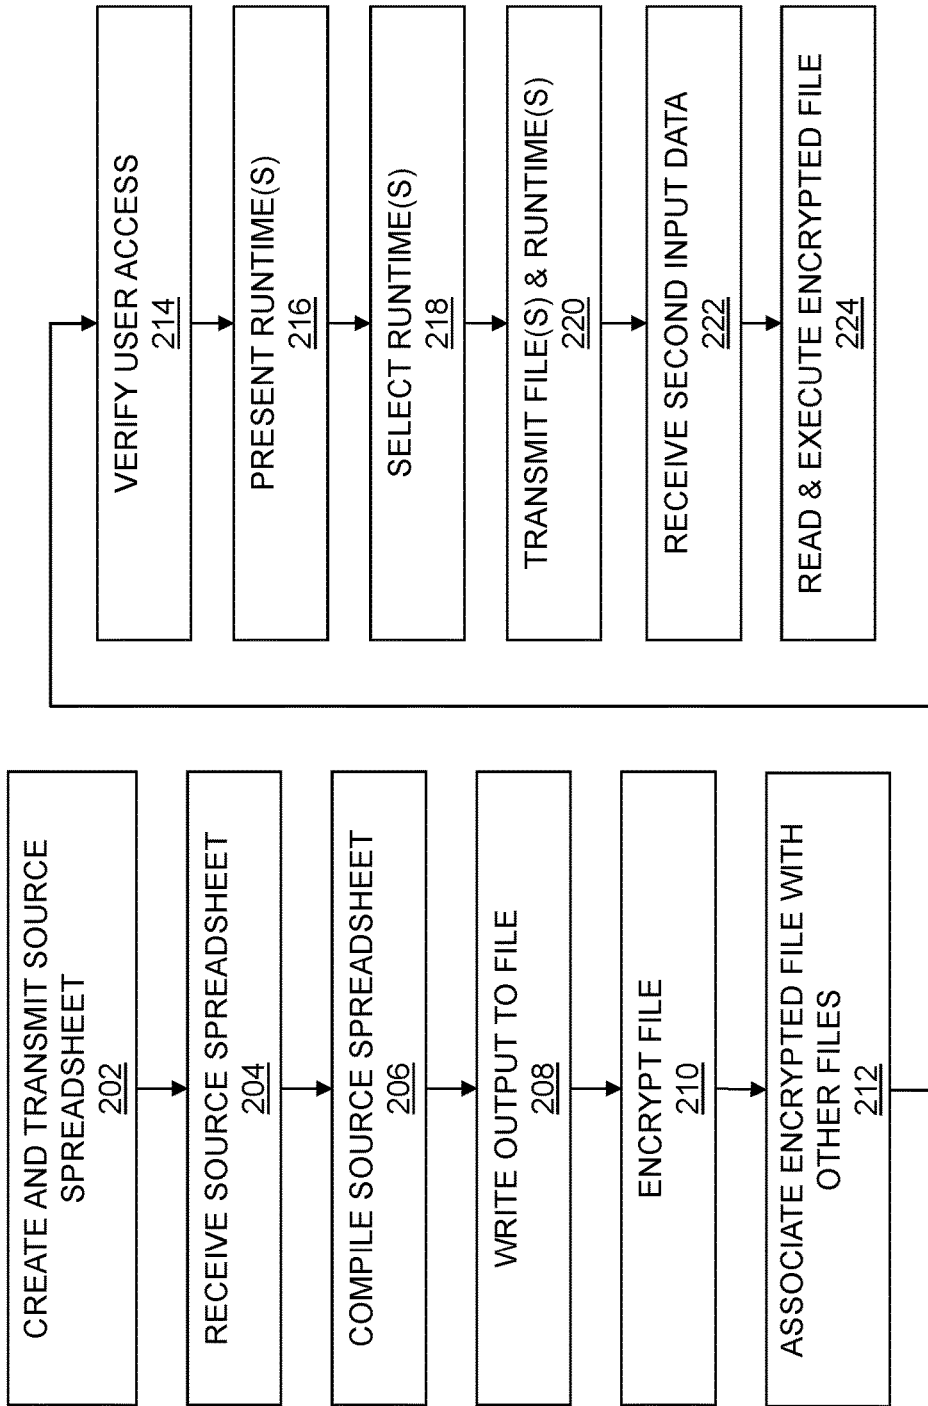 CREATE AND TRANSMIT SOURCE
SPREADSHEET
202
RECEIVE SOURCE SPREADSHEET
204
COMPILE SOURCE SPREADSHEET
206
WRITE OUTPUT TO FILE
208
ENCRYPT FILE
210
ASSOCIATE ENCRYPTED FILE WITH
OTHER FILES
212
VERIFY USER ACCESS
214
PRESENT RUNTIME(S)
216
SELECT RUNTIME(S)
218
TRANSMIT FILE(S) & RUNTIME(S)
220
RECEIVE SECOND INPUT DATA
222
READ & EXECUTE ENCRYPTED FILE
224